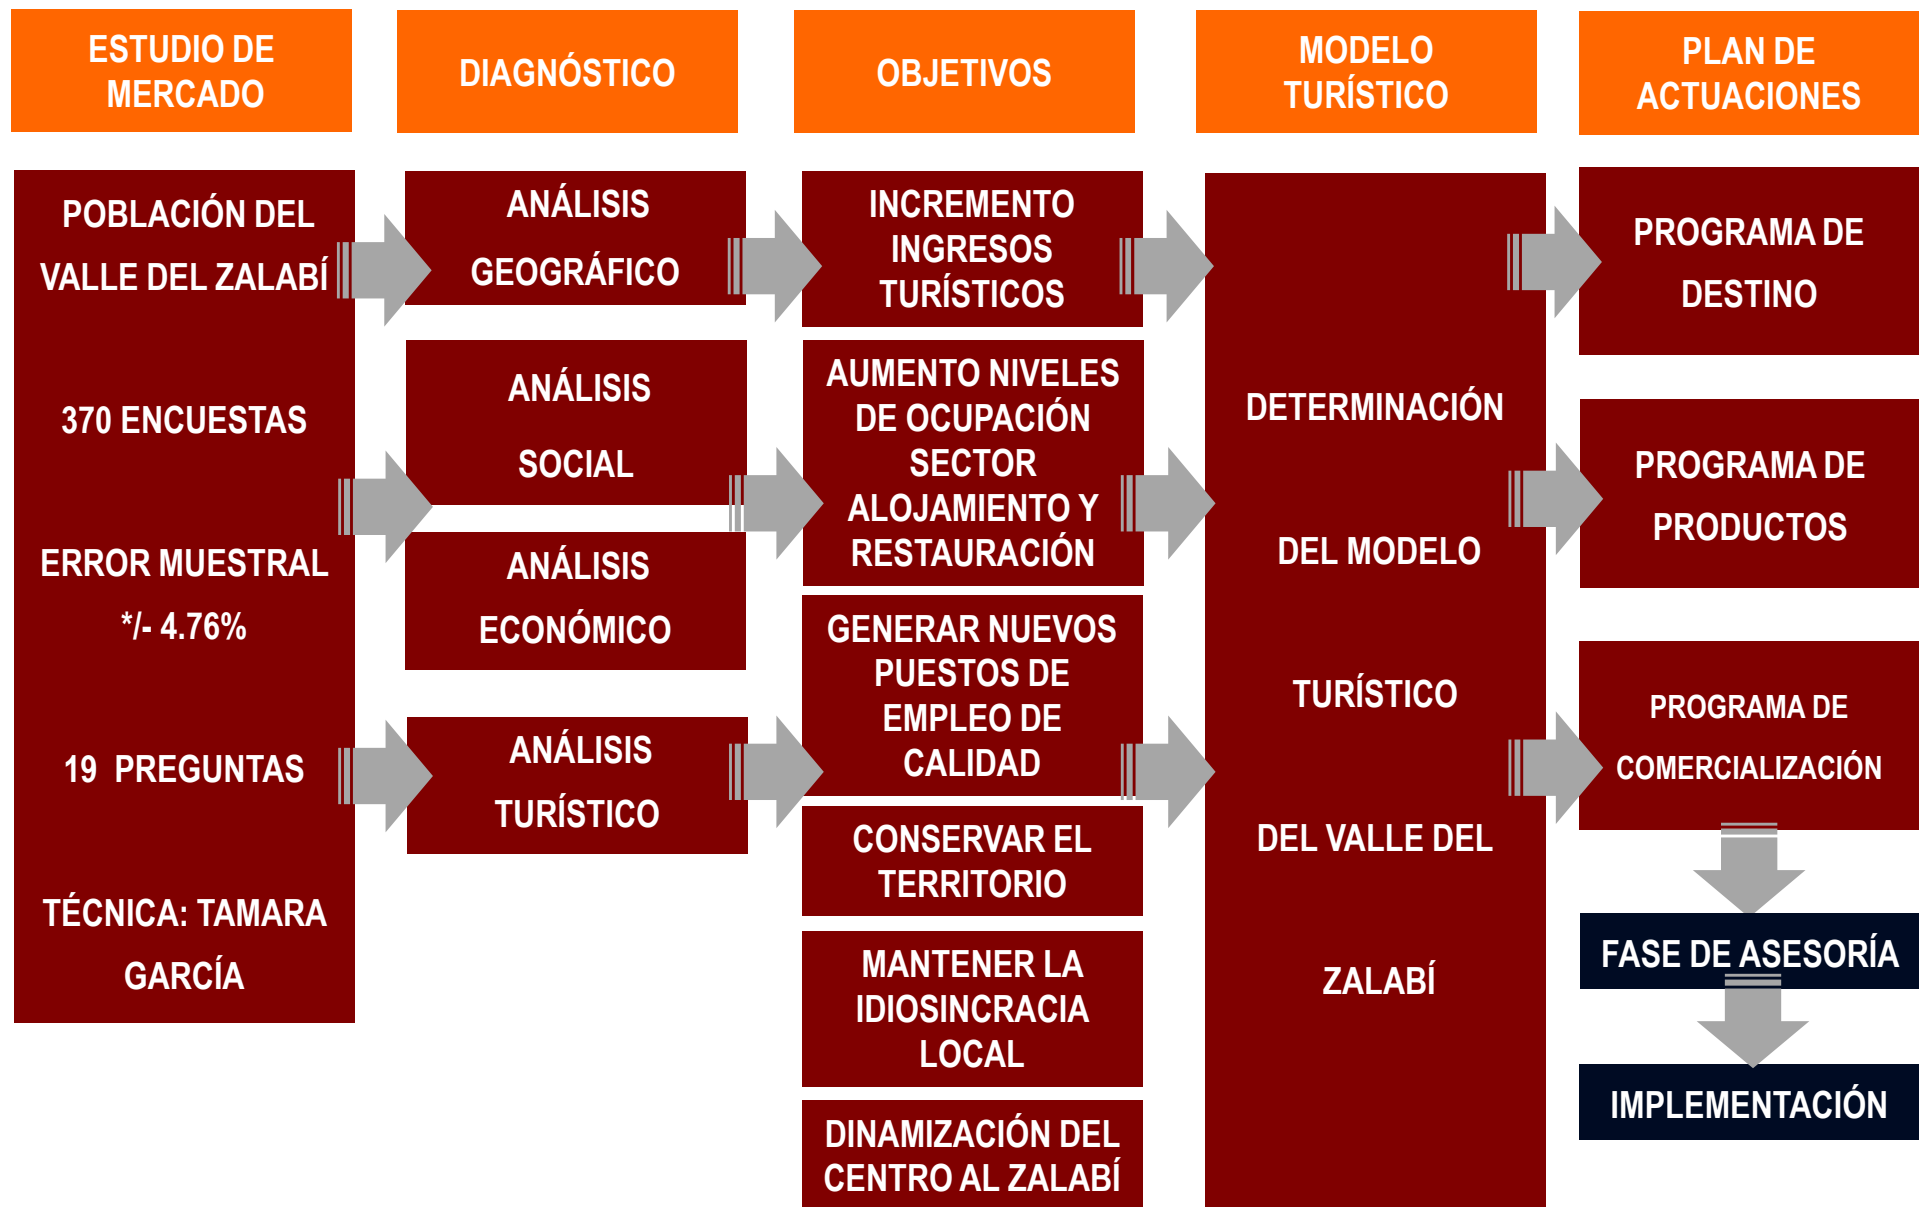 ESTUDIO DE
MERCADO
DIAGNÓSTICO
OBJETIVOS
MODELO
TURÍSTICO
PLAN DE
ACTUACIONES
POBLACIÓN DEL
VALLE DEL ZALABÍ
370 ENCUESTAS
ERROR MUESTRAL
*/- 4.76%
19 PREGUNTAS
TÉCNICA: TAMARA
GARCÍA
ANÁLISIS
GEOGRÁFICO
ANÁLISIS
SOCIAL
ANÁLISIS
ECONÓMICO
ANÁLISIS
TURÍSTICO
INCREMENTO
INGRESOS
TURÍSTICOS
AUMENTO NIVELES
DE OCUPACIÓN
SECTOR
ALOJAMIENTO Y
RESTAURACIÓN
GENERAR NUEVOS
PUESTOS DE
EMPLEO DE
CALIDAD
CONSERVAR EL
TERRITORIO
MANTENER LA
IDIOSINCRACIA
LOCAL
DINAMIZACIÓN DEL
CENTRO AL ZALABÍ
DETERMINACIÓN
DEL MODELO
TURÍSTICO
DEL VALLE DEL
ZALABÍ
PROGRAMA DE
DESTINO
PROGRAMA DE
PRODUCTOS
PROGRAMA DE
COMERCIALIZACIÓN
FASE DE ASESORÍA
IMPLEMENTACIÓN